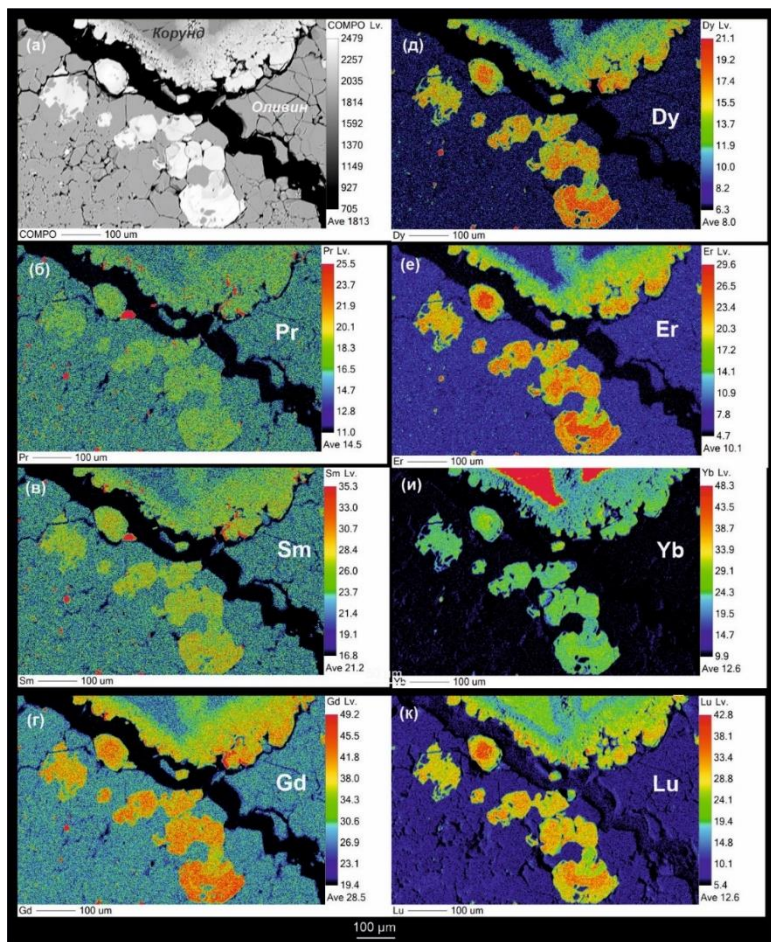 (а)
Корунд
Оливин
COMPO Lv.
2479
2257
2035
1814
1592
1370
1149
927
705
Ave 1813
COMPO 100 um
(д)
Dy
Dy Lv.
21.1
19.2
17.4
15.5
13.7
11.9
10.0
8.2
6.3
Ave 8.0
Dy 100 um
(б)
Pr
Pr Lv.
25.5
23.7
21.9
20.1
18.3
16.5
14.7
12.8
11.0
Ave 14.5
Pr 100 um
(е)
Er
Er Lv.
29.6
26.5
23.4
20.3
17.2
14.1
10.9
7.8
4.7
Ave 10.1
Er 100 um
(в)
Sm
Sm Lv.
35.3
33.0
30.7
28.4
26.0
23.7
21.4
19.1
16.8
Ave 21.2
Sm 100 um
(и)
Yb
Yb Lv.
48.3
43.5
38.7
33.9
29.1
24.3
19.5
14.7
9.9
Ave 12.6
Yb 100 um
(г)
Gd
Gd Lv.
49.2
45.5
41.8
38.0
34.3
30.6
26.9
23.1
19.4
Ave 28.5
Gd 100 um
(к)
Lu
Lu Lv.
42.8
38.1
33.4
28.8
24.1
19.4
14.8
10.1
5.4
Ave 12.6
Lu 100 um
100 µm